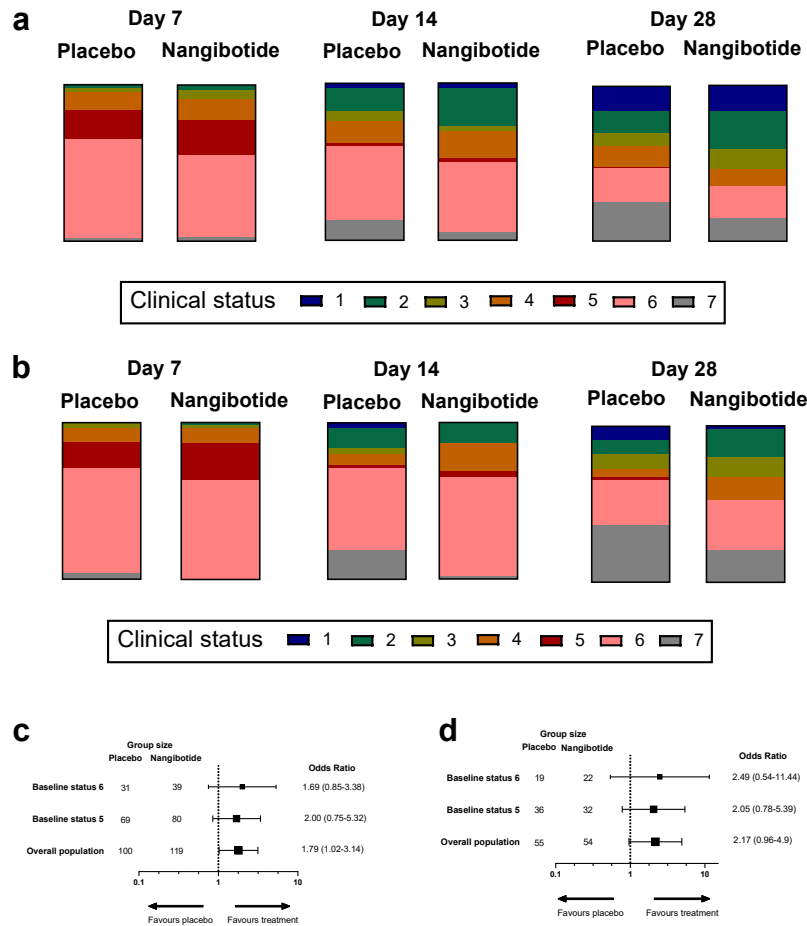 a
Day 7
Day 14
Day 28
Placebo Nangibotide
Placebo Nangibotide
Placebo Nangibotide
Clinical status 1 2 3 4 5 6 7
b
Day 7
Day 14
Day 28
Placebo Nangibotide
Placebo Nangibotide
Placebo Nangibotide
Clinical status 1 2 3 4 5 6 7
c
Group size
Placebo Nangibotide
Odds Ratio
Baseline status 6 31 39 1.69 (0.85-3.38)
Baseline status 5 69 80 2.00 (0.75-5.32)
Overall population 100 119 1.79 (1.02-3.14)
0.1 1 10
Favours placebo Favours treatment
d
Group size
Placebo Nangibotide
Odds Ratio
Baseline status 6 19 22 2.49 (0.54-11.44)
Baseline status 5 36 32 2.05 (0.78-5.39)
Overall population 55 54 2.17 (0.96-4.9)
0.1 1 10
Favours placebo Favours treatment